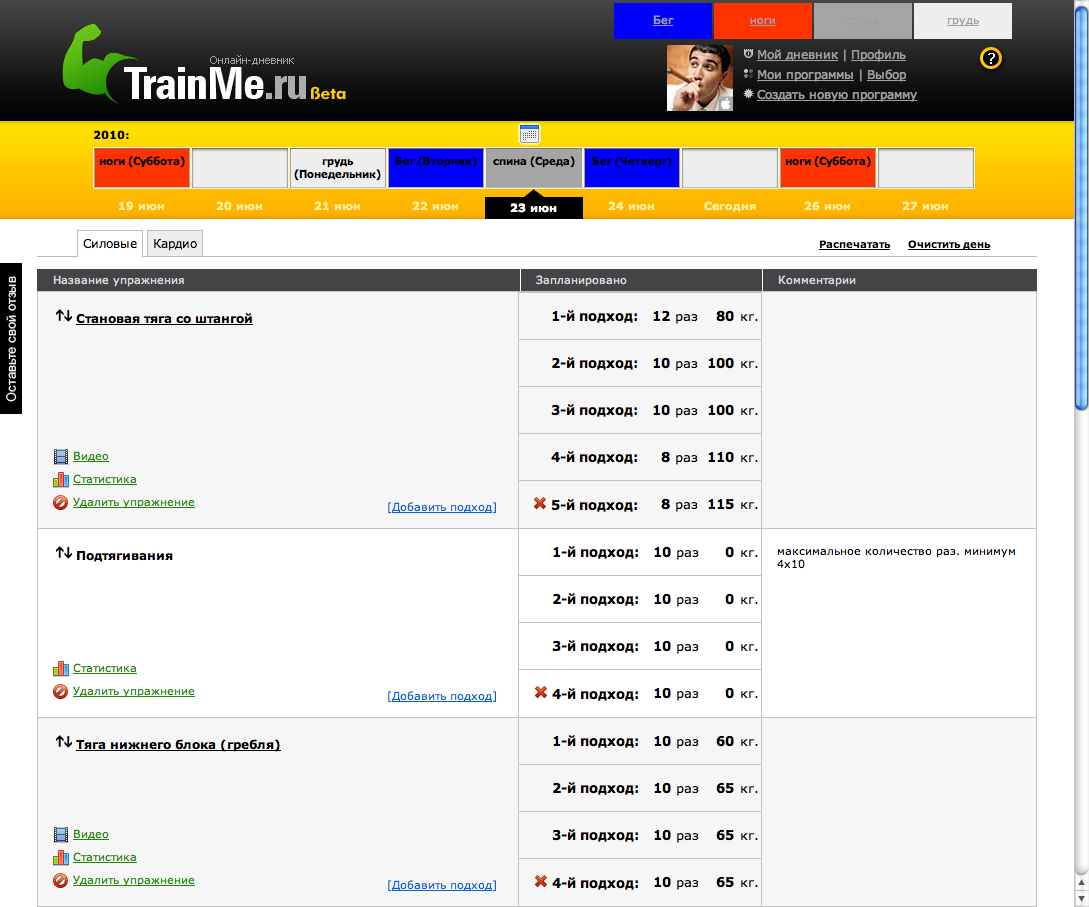 Бег ноги спина грудь
Онлайн-дневник
TrainMe.ru βeta
Мой дневник | Профиль
Мои программы | Выбор
Создать новую программу
?
2010:
ноги (Суббота) грудь (Понедельник) Бег (Вторник) спина (Среда) Бег (Четверг) ноги (Суббота)
19 июн 20 июн 21 июн 22 июн 23 июн 24 июн Сегодня 26 июн 27 июн
Силовые Кардио Распечатать Очистить день
Оставьте свой отзыв
Название упражнения Запланировано Комментарии
Становая тяга со штангой
1-й подход: 12 раз 80 кг.
2-й подход: 10 раз 100 кг.
3-й подход: 10 раз 100 кг.
4-й подход: 8 раз 110 кг.
5-й подход: 8 раз 115 кг.
Видео
Статистика
Удалить упражнение
[Добавить подход]
Подтягивания
1-й подход: 10 раз 0 кг.
2-й подход: 10 раз 0 кг.
3-й подход: 10 раз 0 кг.
4-й подход: 10 раз 0 кг.
максимальное количество раз. минимум
4x10
Статистика
Удалить упражнение
[Добавить подход]
Тяга нижнего блока (гребля)
1-й подход: 10 раз 60 кг.
2-й подход: 10 раз 65 кг.
3-й подход: 10 раз 65 кг.
4-й подход: 10 раз 65 кг.
Видео
Статистика
Удалить упражнение
[Добавить подход]